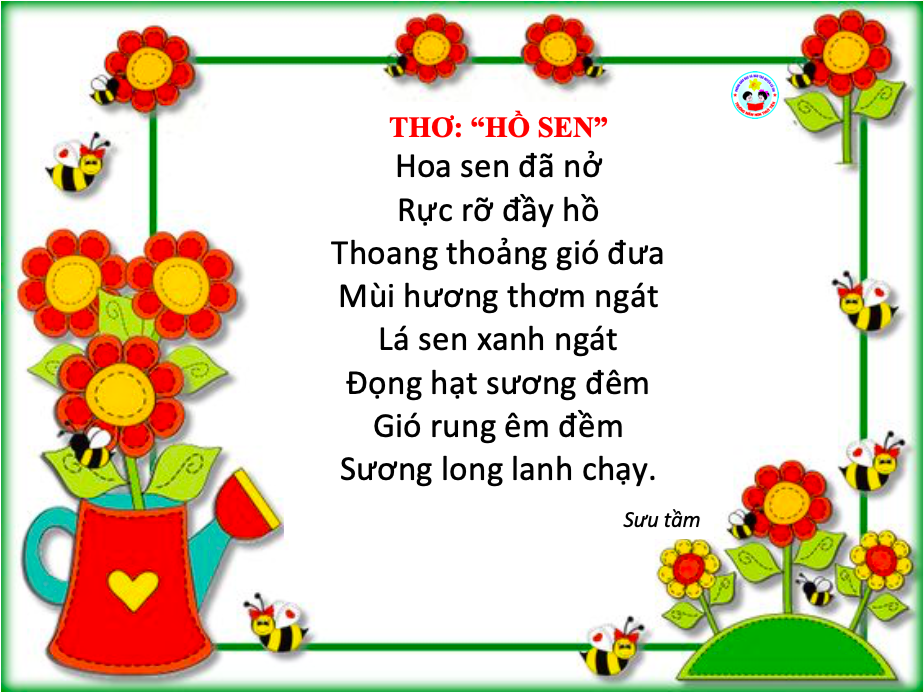 THƠ: “HỒ SEN”
Hoa sen đã nở
Rực rỡ đầy hồ
Thoang thoảng gió đưa
Mùi hương thơm ngát
Lá sen xanh ngát
Đọng hạt sương đêm
Gió rung êm đềm
Sương long lanh chạy.
Sưu tầm